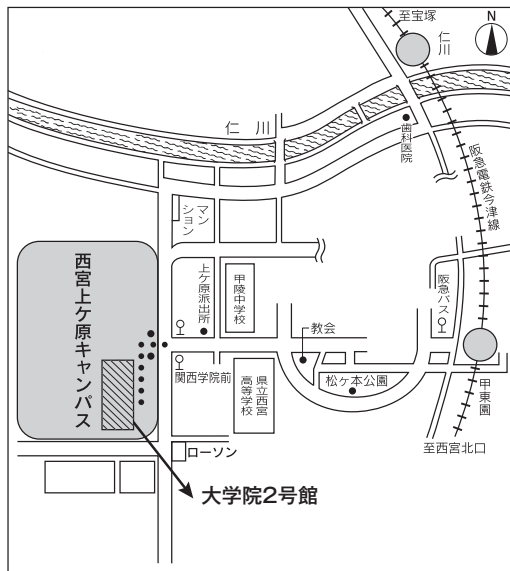 至宝塚
仁川
N
仁川
歯科医院
阪急電鉄今津線
マンション
西宮上ケ原キャンパス
上ケ原派出所
甲陵中学校
阪急バス
教会
関西学院前
県立西宮
高等学校
松ヶ本公園
甲東園
至西宮北口
ローソン
大学院2号館